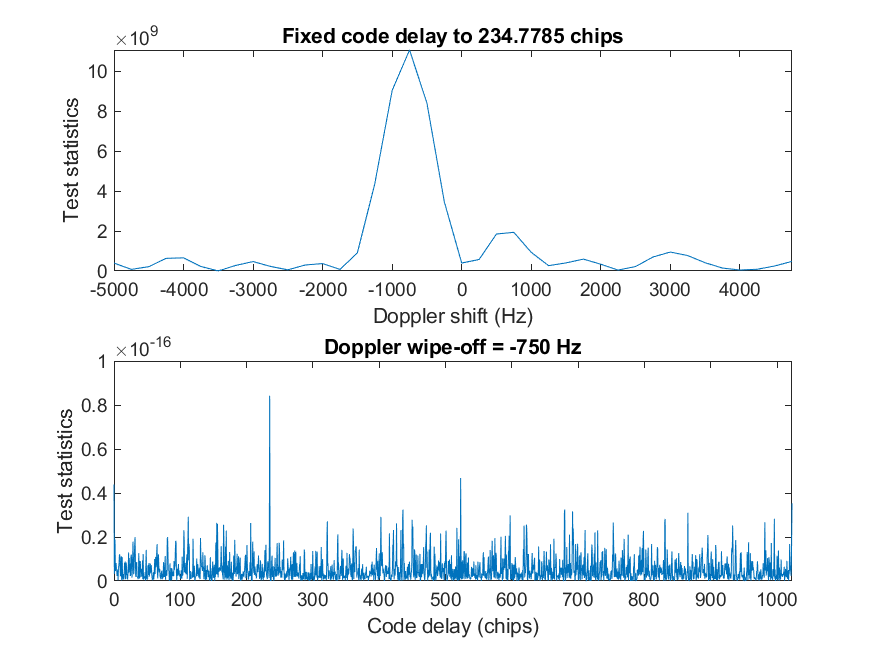 Fixed code delay to 234.7785 chips
×10^9
10
8
6
4
2
0
Test statistics
-5000 -4000 -3000 -2000 -1000 0 1000 2000 3000 4000
Doppler shift (Hz)
Doppler wipe-off = -750 Hz
×10^-16
1
0.8
0.6
0.4
0.2
0
Test statistics
0 100 200 300 400 500 600 700 800 900 1000
Code delay (chips)